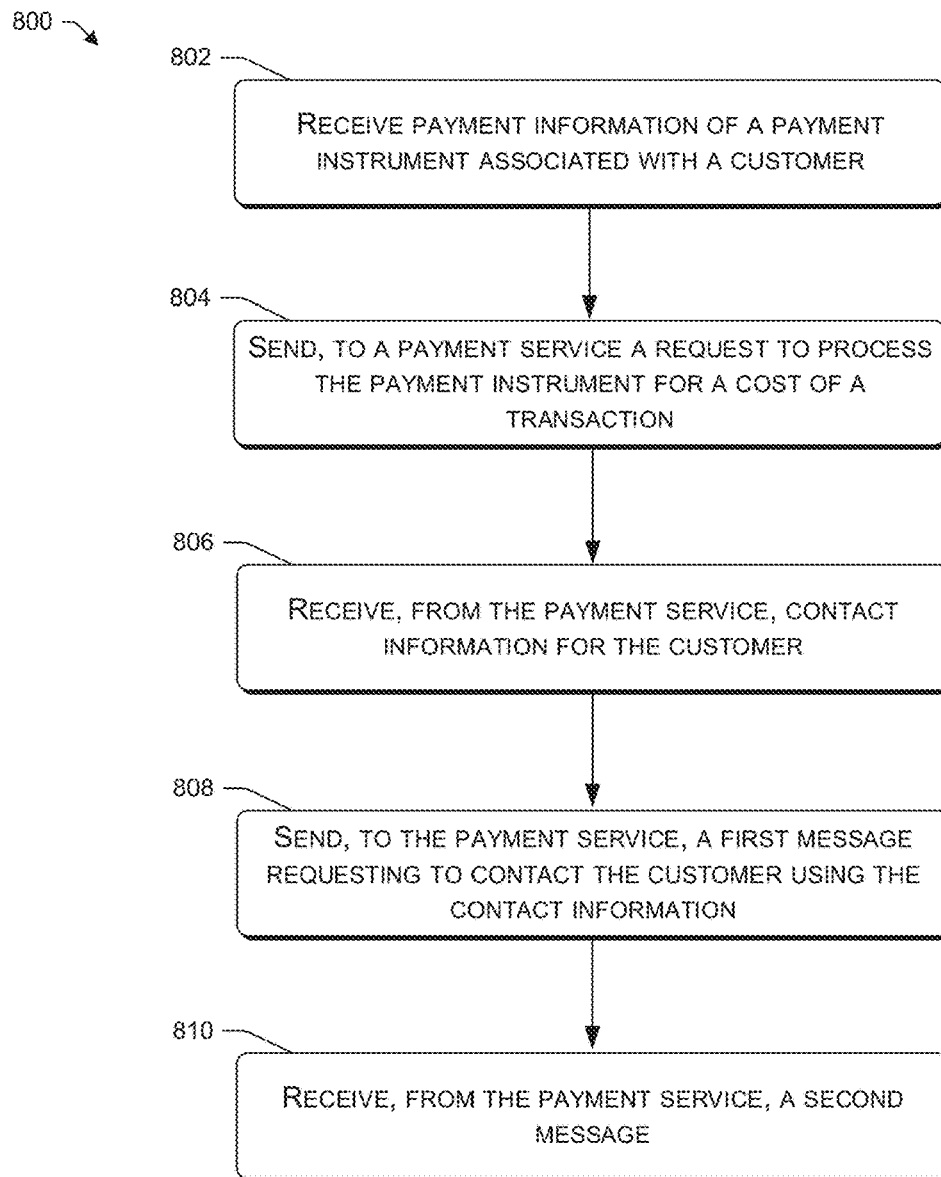 800
802
RECEIVE PAYMENT INFORMATION OF A PAYMENT
INSTRUMENT ASSOCIATED WITH A CUSTOMER
804
SEND, TO A PAYMENT SERVICE A REQUEST TO PROCESS
THE PAYMENT INSTRUMENT FOR A COST OF A
TRANSACTION
806
RECEIVE, FROM THE PAYMENT SERVICE, CONTACT
INFORMATION FOR THE CUSTOMER
808
SEND, TO THE PAYMENT SERVICE, A FIRST MESSAGE
REQUESTING TO CONTACT THE CUSTOMER USING THE
CONTACT INFORMATION
810
RECEIVE, FROM THE PAYMENT SERVICE, A SECOND
MESSAGE